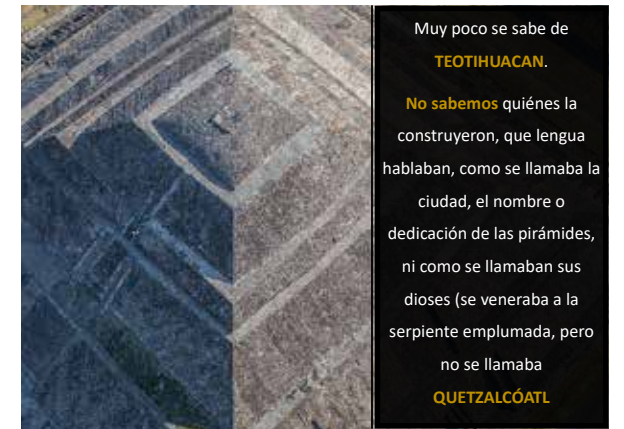 Muy poco se sabe de
TEOTIHUACAN.
No sabemos quiénes la
construyeron, que lengua
hablaban, como se llamaba la
ciudad, el nombre o
dedicación de las pirámides,
ni como se llamaban sus
dioses (se veneraba a la
serpiente emplumada, pero
no se llamaba
QUETZALCÓATL